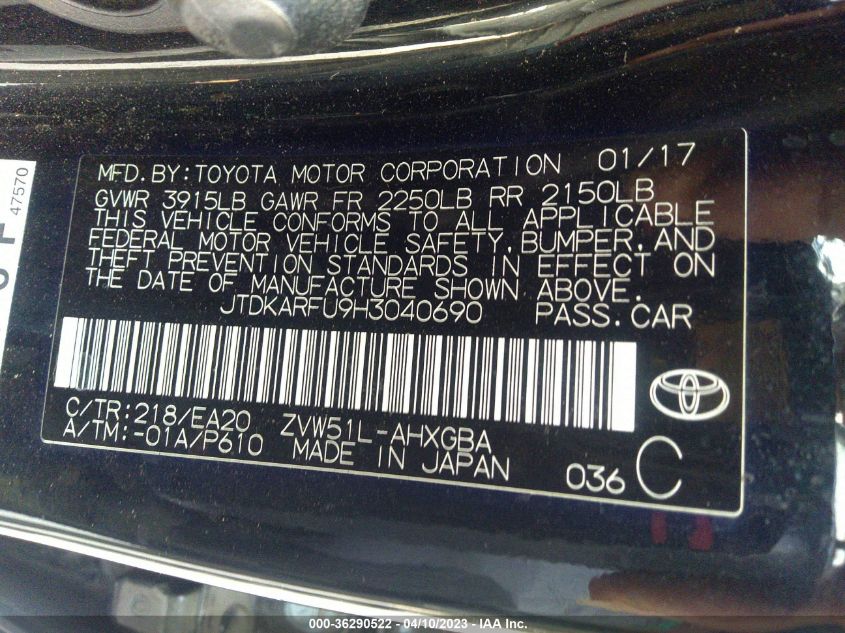 47570
MFD.BY:TOYOTA MOTOR CORPORATION 01/17
GVWR 3915LB GAWR FR 2250LB RR 2150LB
THIS VEHICLE CONFORMS TO ALL APPLICABLE
FEDERAL MOTOR VEHICLE SAFETY,BUMPER,AND
THEFT PREVENTION STANDARDS IN EFFECT ON
THE DATE OF MANUFACTURE SHOWN ABOVE.
JTDKARFU9H3040690 PASS.CAR
C/TR:218/EA20 ZVW51L-AHXGBA
A/TM:-01A/P610 MADE IN JAPAN
036 C
000-36290522 - 04/10/2023 - IAA Inc.